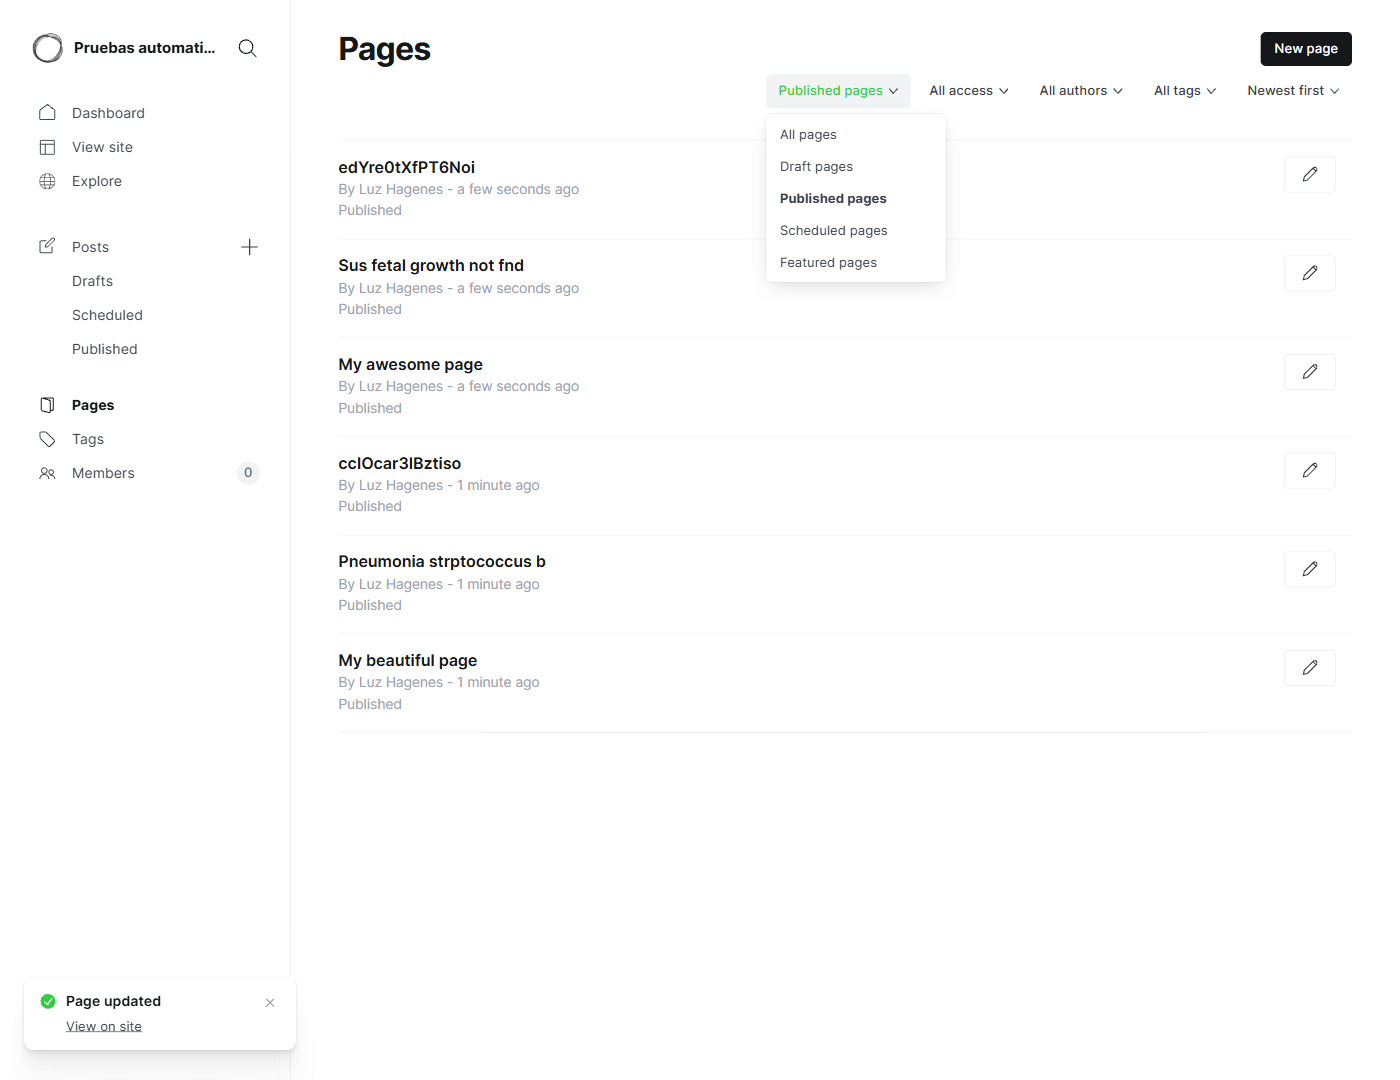 Pruebas automati...
Dashboard
View site
Explore
Posts
Drafts
Scheduled
Published
Pages
Tags
Members
0
Pages
New page
Published pages
All access
All authors
All tags
Newest first
All pages
Draft pages
Published pages
Scheduled pages
Featured pages
edYre0tXfPT6Noi
By Luz Hagenes - a few seconds ago
Published
Sus fetal growth not fnd
By Luz Hagenes - a few seconds ago
Published
My awesome page
By Luz Hagenes - a few seconds ago
Published
cclOcar3lBztiso
By Luz Hagenes - 1 minute ago
Published
Pneumonia strptococcus b
By Luz Hagenes - 1 minute ago
Published
My beautiful page
By Luz Hagenes - 1 minute ago
Published
Page updated
View on site